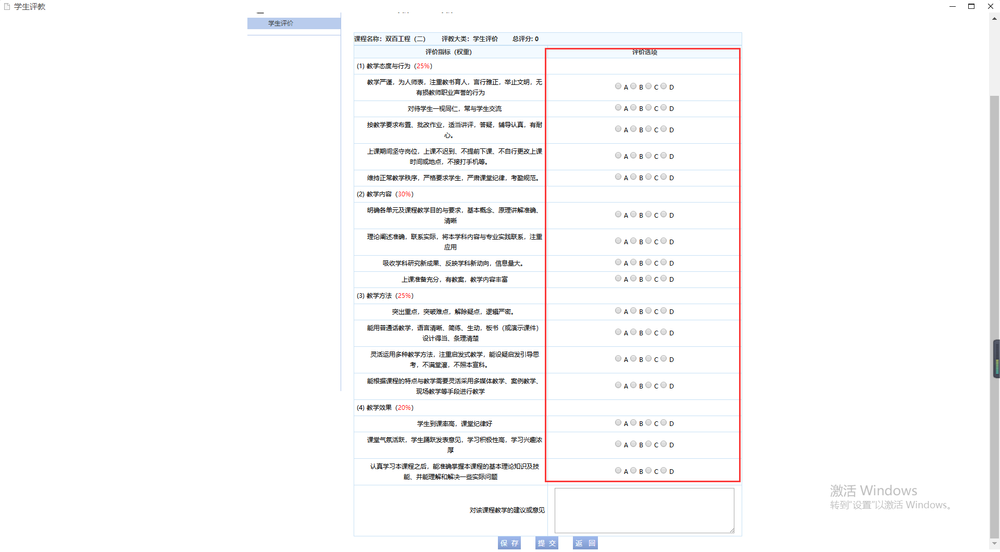 学生评教
学生评价
课程名称：双百工程（二） 评教大类：学生评价 总评分: 0
评价指标（权重） 评价选项
(1) 教学态度与行为（25%）
教学严谨，为人师表，注重教书育人，言行雅正，举止文明，无
有损教师职业声誉的行为
A B C D
对待学生一视同仁，常与学生交流 A B C D
按教学要求布置、批改作业，适当讲评，答疑，辅导认真，有耐
心。
A B C D
上课期间坚守岗位，上课不迟到、不提前下课、不自行更改上课
时间或地点，不接打手机等。
A B C D
维持正常教学秩序，严格要求学生，严肃课堂纪律，考勤规范。 A B C D
(2) 教学内容（30%）
明确各单元及课程教学目的与要求，基本概念、原理讲解准确、
清晰
A B C D
理论阐述准确，联系实际，将本学科内容与专业实践联系，注重
应用
A B C D
吸收学科研究新成果、反映学科新动向，信息量大。 A B C D
上课准备充分，有教案，教学内容丰富 A B C D
(3) 教学方法（25%）
突出重点，突破难点，解除疑点，逻辑严密。 A B C D
能用普通话教学，语言清晰、简练、生动，板书（或演示课件）
设计得当、条理清楚
A B C D
灵活运用多种教学方法，注重启发式教学，能设疑启发引导思
考，不满堂灌，不照本宣科。
A B C D
能根据课程的特点与教学需要灵活采用多媒体教学、案例教学、
现场教学等手段进行教学
A B C D
(4) 教学效果（20%）
学生到课率高，课堂纪律好 A B C D
课堂气氛活跃，学生踊跃发表意见，学习积极性高，学习兴趣浓
厚
A B C D
认真学习本课程之后，能准确掌握本课程的基本理论知识及技
能、并能理解和解决一些实际问题
A B C D
对该课程教学的建议或意见
保 存 提 交 返 回
激活 Windows
转到“设置”以激活 Windows。